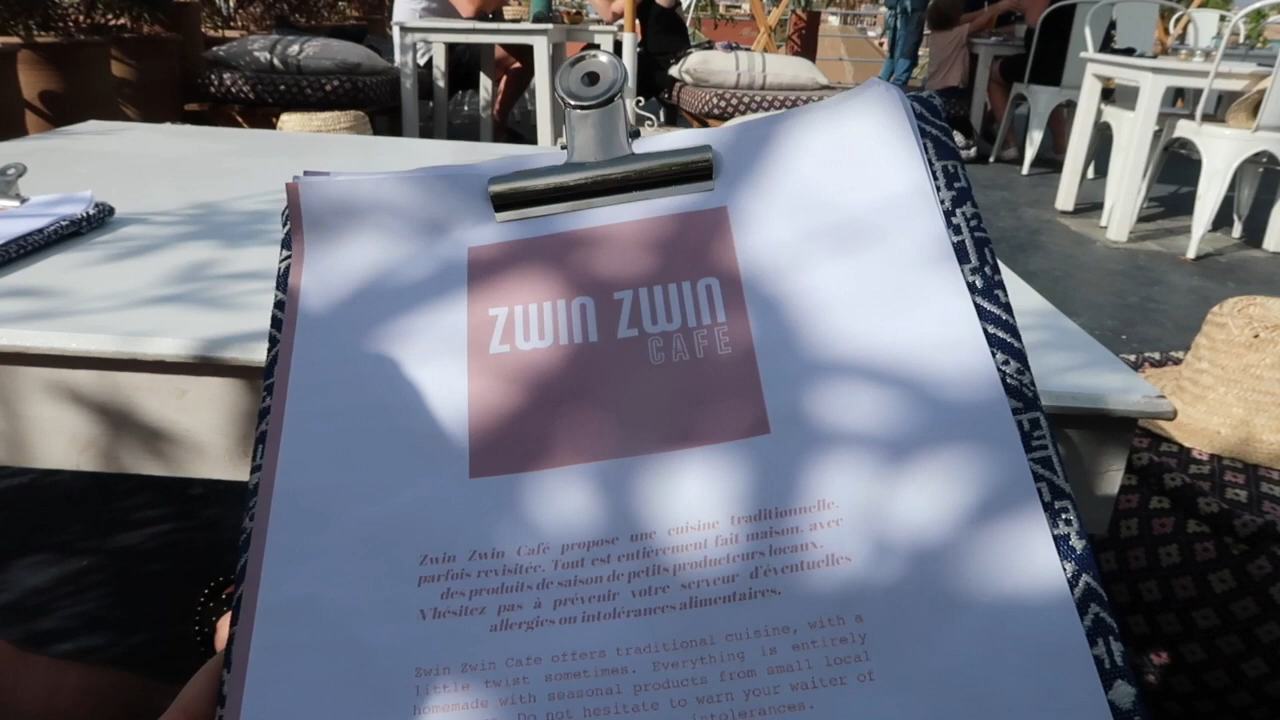 ZWIN ZWIN
CAFE
Zwin Zwin Café propose une cuisine traditionnelle,
parfois revisitée. Tout est entièrement fait maison, avec
des produits de saison de petits producteurs locaux.
N'hésitez pas à prévenir votre serveur d'éventuelles
allergies ou intolérances alimentaires.
Zwin Zwin Cafe offers traditional cuisine, with a
little twist sometimes. Everything is entirely
homemade with seasonal products from small local
Do not hesitate to warn your waiter of
intolerances.